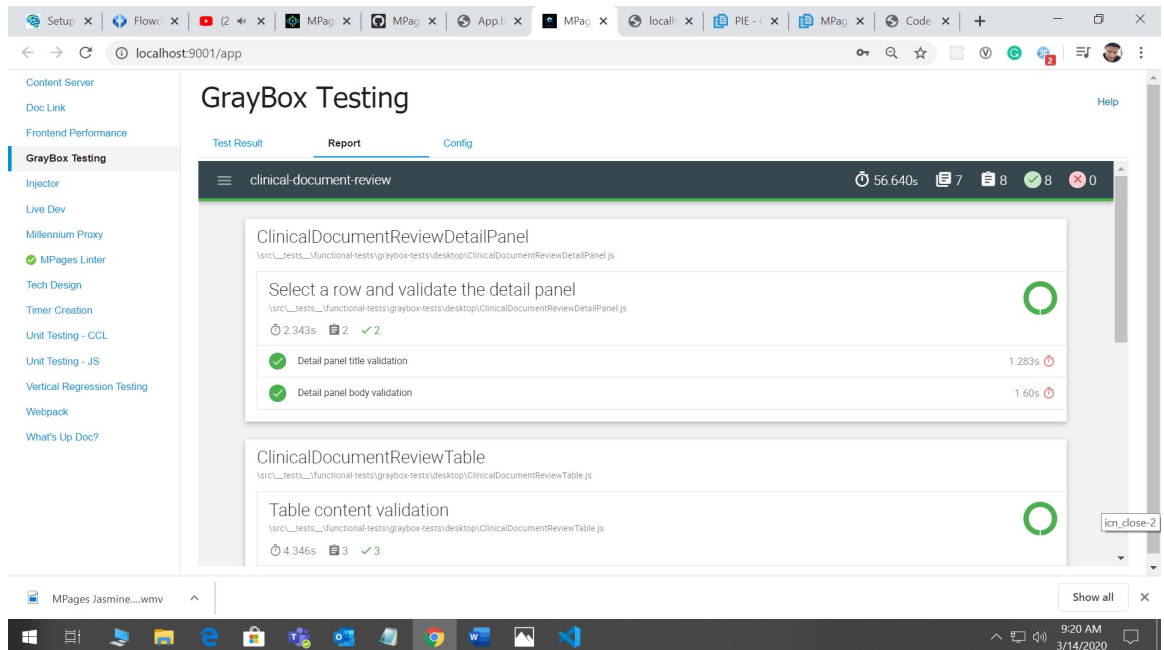 Setup
Flowcl
(2
MPag
MPag
App.h
MPag
localh
PIE - (
MPag
Code
localhost:9001/app
2
Content Server
Doc Link
Frontend Performance
GrayBox Testing
Injector
Live Dev
Millennium Proxy
MPages Linter
Tech Design
Timer Creation
Unit Testing - CCL
Unit Testing - JS
Vertical Regression Testing
Webpack
What's Up Doc?
GrayBox Testing
Help
Test Result Report Config
clinical-document-review 56.640s 7 8 8 0
ClinicalDocumentReviewDetailPanel
\src\__tests__\functional-tests\graybox-tests\desktop\ClinicalDocumentReviewDetailPanel.js
Select a row and validate the detail panel
\src\__tests__\functional-tests\graybox-tests\desktop\ClinicalDocumentReviewDetailPanel.js
2.343s 2 2
Detail panel title validation 1.283s
Detail panel body validation 1.60s
ClinicalDocumentReviewTable
\src\__tests__\functional-tests\graybox-tests\desktop\ClinicalDocumentReviewTable.js
Table content validation
\src\__tests__\functional-tests\graybox-tests\desktop\ClinicalDocumentReviewTable.js
4.346s 3 3
icn_close-2
MPages Jasmine....wmv
Show all
9:20 AM
3/14/2020